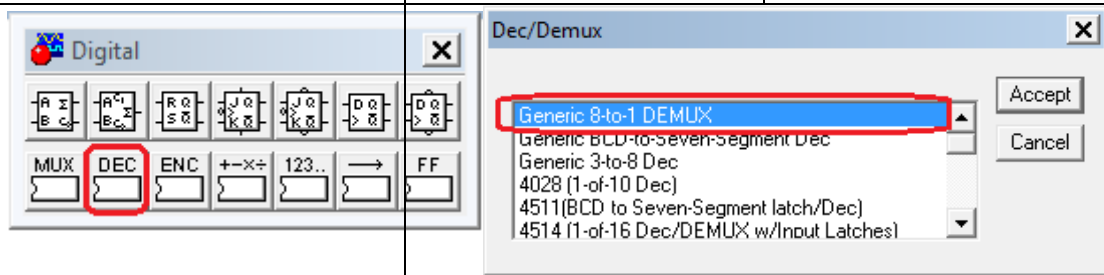 Digital
A Σ
B C
A Cı Σ
B Co
R Q
S Q
J Q
K Q
J Q
K Q
D Q
> Q
D Q
> Q
MUX
DEC
ENC
+−×÷
123..
FF
Dec/Demux
Generic 8-to-1 DEMUX
Generic BCD-to-Seven-Segment Dec
Generic 3-to-8 Dec
4028 (1-of-10 Dec)
4511(BCD to Seven-Segment latch/Dec)
4514 (1-of-16 Dec/DEMUX w/Input Latches)
Accept
Cancel